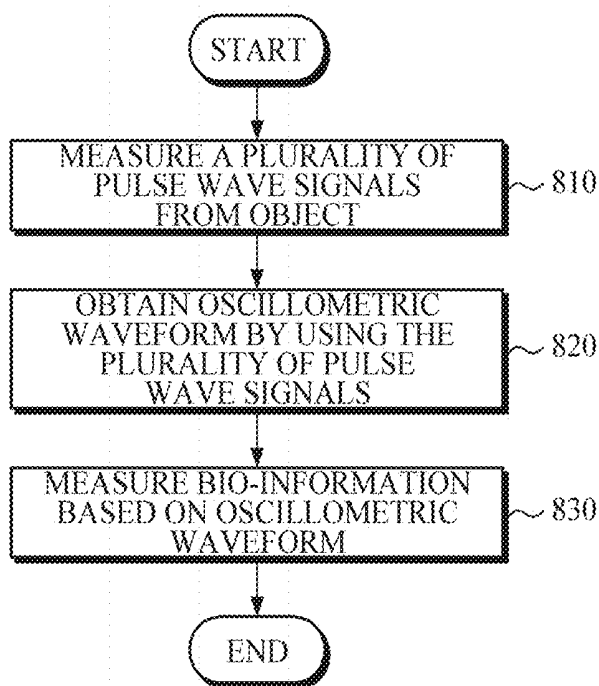 START
MEASURE A PLURALITY OF
PULSE WAVE SIGNALS
FROM OBJECT
810
OBTAIN OSCILLOMETRIC
WAVEFORM BY USING THE
PLURALITY OF PULSE
WAVE SIGNALS
820
MEASURE BIO-INFORMATION
BASED ON OSCILLOMETRIC
WAVEFORM
830
END